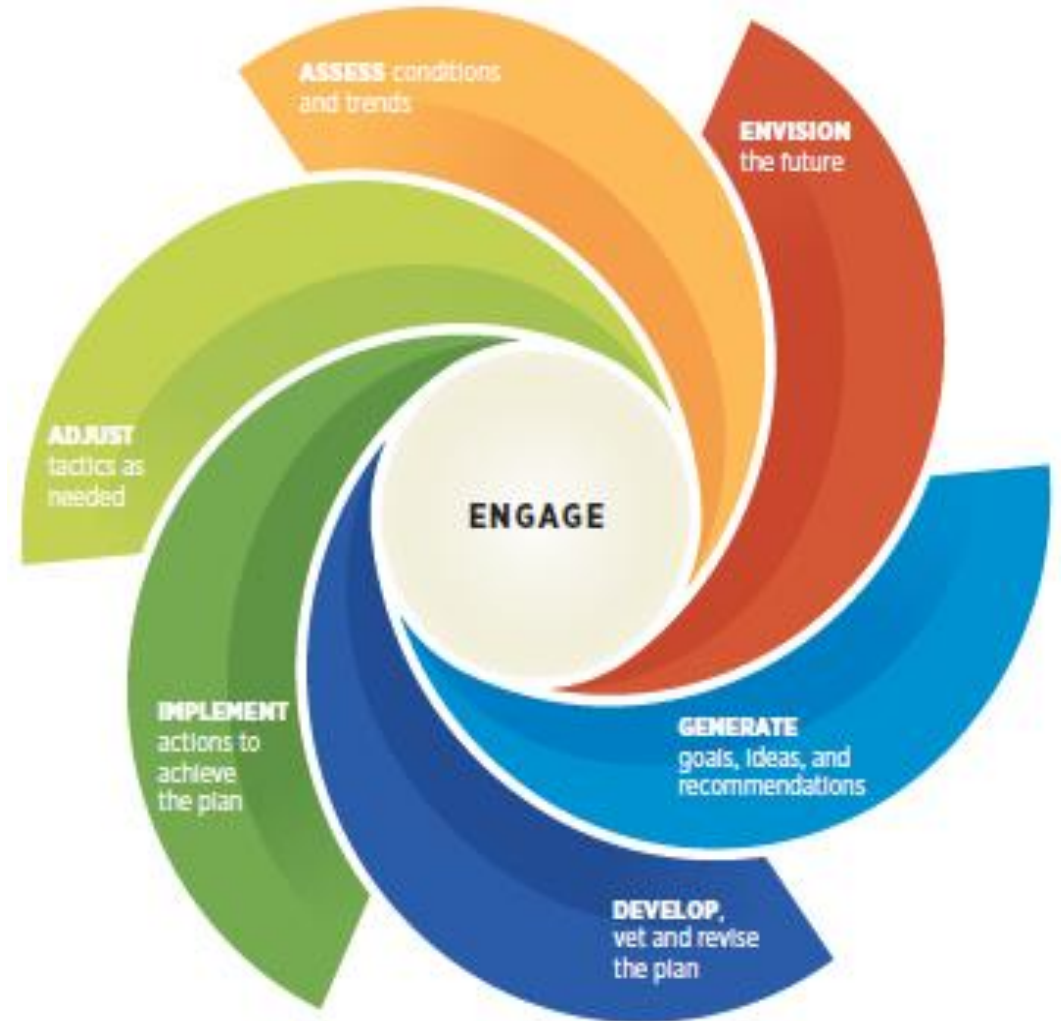 ASSESS conditions
and trends
ENVISION
the future
GENERATE
goals, ideas, and
recommendations
DEVELOP,
vet and revise
the plan
IMPLEMENT
actions to
achieve
the plan
ADJUST
tactics as
needed
ENGAGE